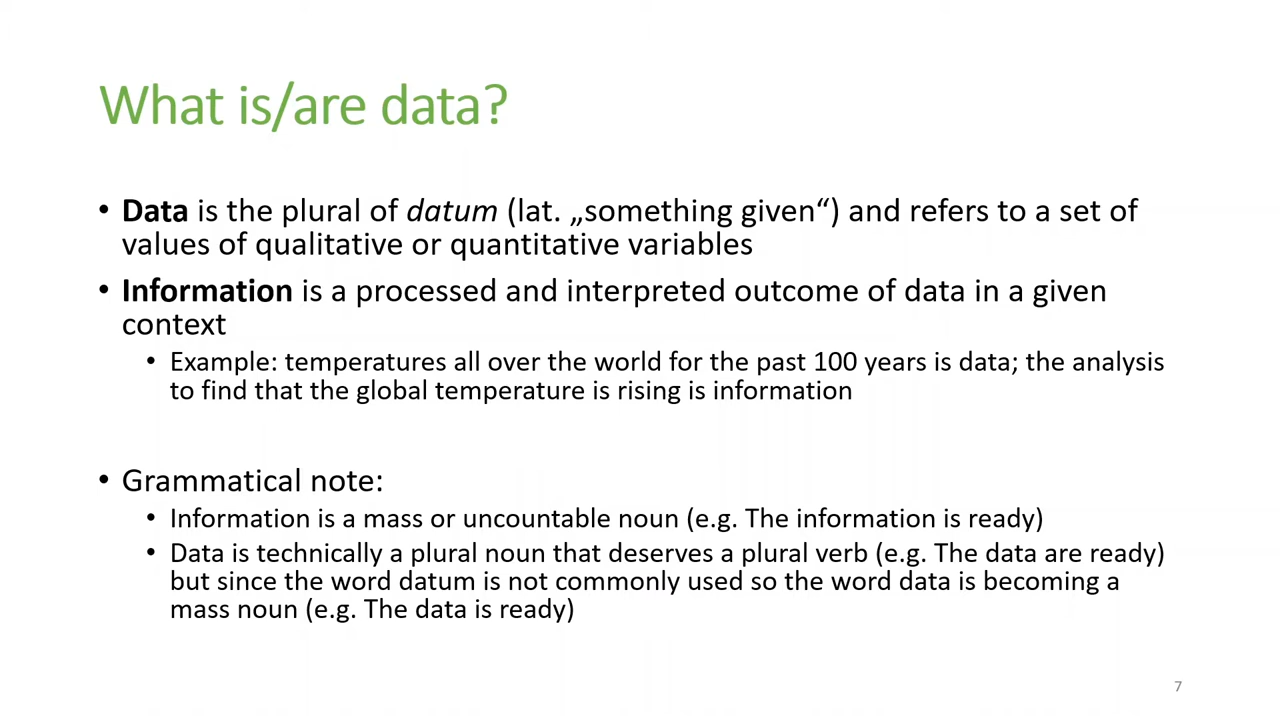 What is/are data?
• Data is the plural of datum (lat. „something given“) and refers to a set of
values of qualitative or quantitative variables
• Information is a processed and interpreted outcome of data in a given
context
• Example: temperatures all over the world for the past 100 years is data; the analysis
to find that the global temperature is rising is information
• Grammatical note:
• Information is a mass or uncountable noun (e.g. The information is ready)
• Data is technically a plural noun that deserves a plural verb (e.g. The data are ready)
but since the word datum is not commonly used so the word data is becoming a
mass noun (e.g. The data is ready)
7